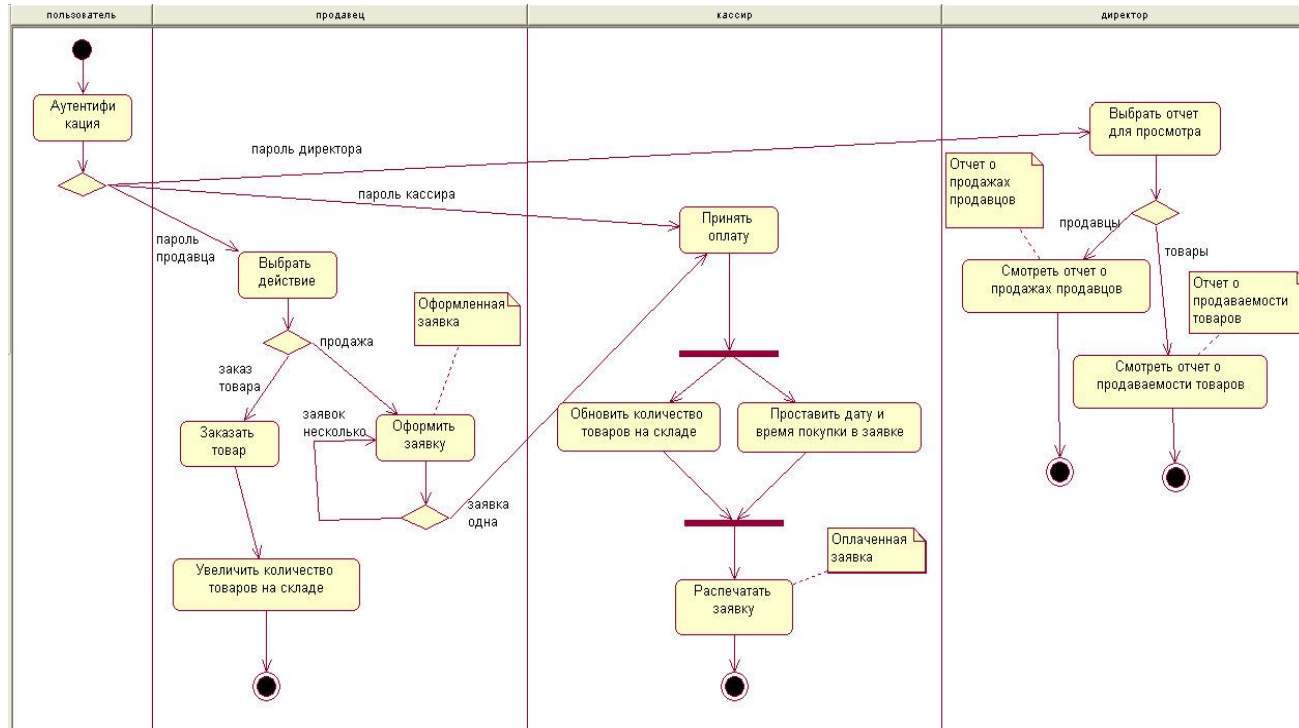 пользователь
продавец
кассир
директор
Аутентифи
кация
пароль директора
пароль кассира
пароль
продавца
Выбрать
действие
продажа
заказ
товара
Оформленная
заявка
заявок
несколько
Заказать
товар
Оформить
заявку
заявка
одна
Увеличить количество
товаров на складе
Принять
оплату
Обновить количество
товаров на складе
Проставить дату и
время покупки в заявке
Оплаченная
заявка
Распечатать
заявку
Выбрать отчет
для просмотра
Отчет о
продажах
продавцов
продавцы
товары
Смотреть отчет о
продажах продавцов
Отчет о
продаваемости
товаров
Смотреть отчет о
продаваемости товаров